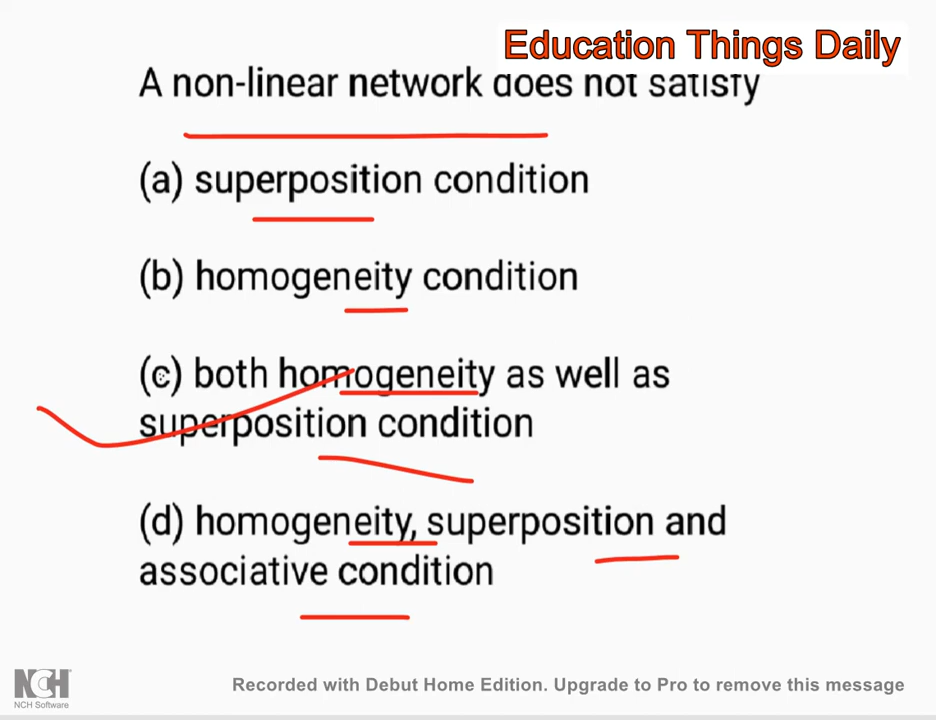 Education Things Daily
A non-linear network does not satisfy
(a) superposition condition
(b) homogeneity condition
(c) both homogeneity as well as
superposition condition
(d) homogeneity, superposition and
associative condition
NCH
NCH Software
Recorded with Debut Home Edition. Upgrade to Pro to remove this message